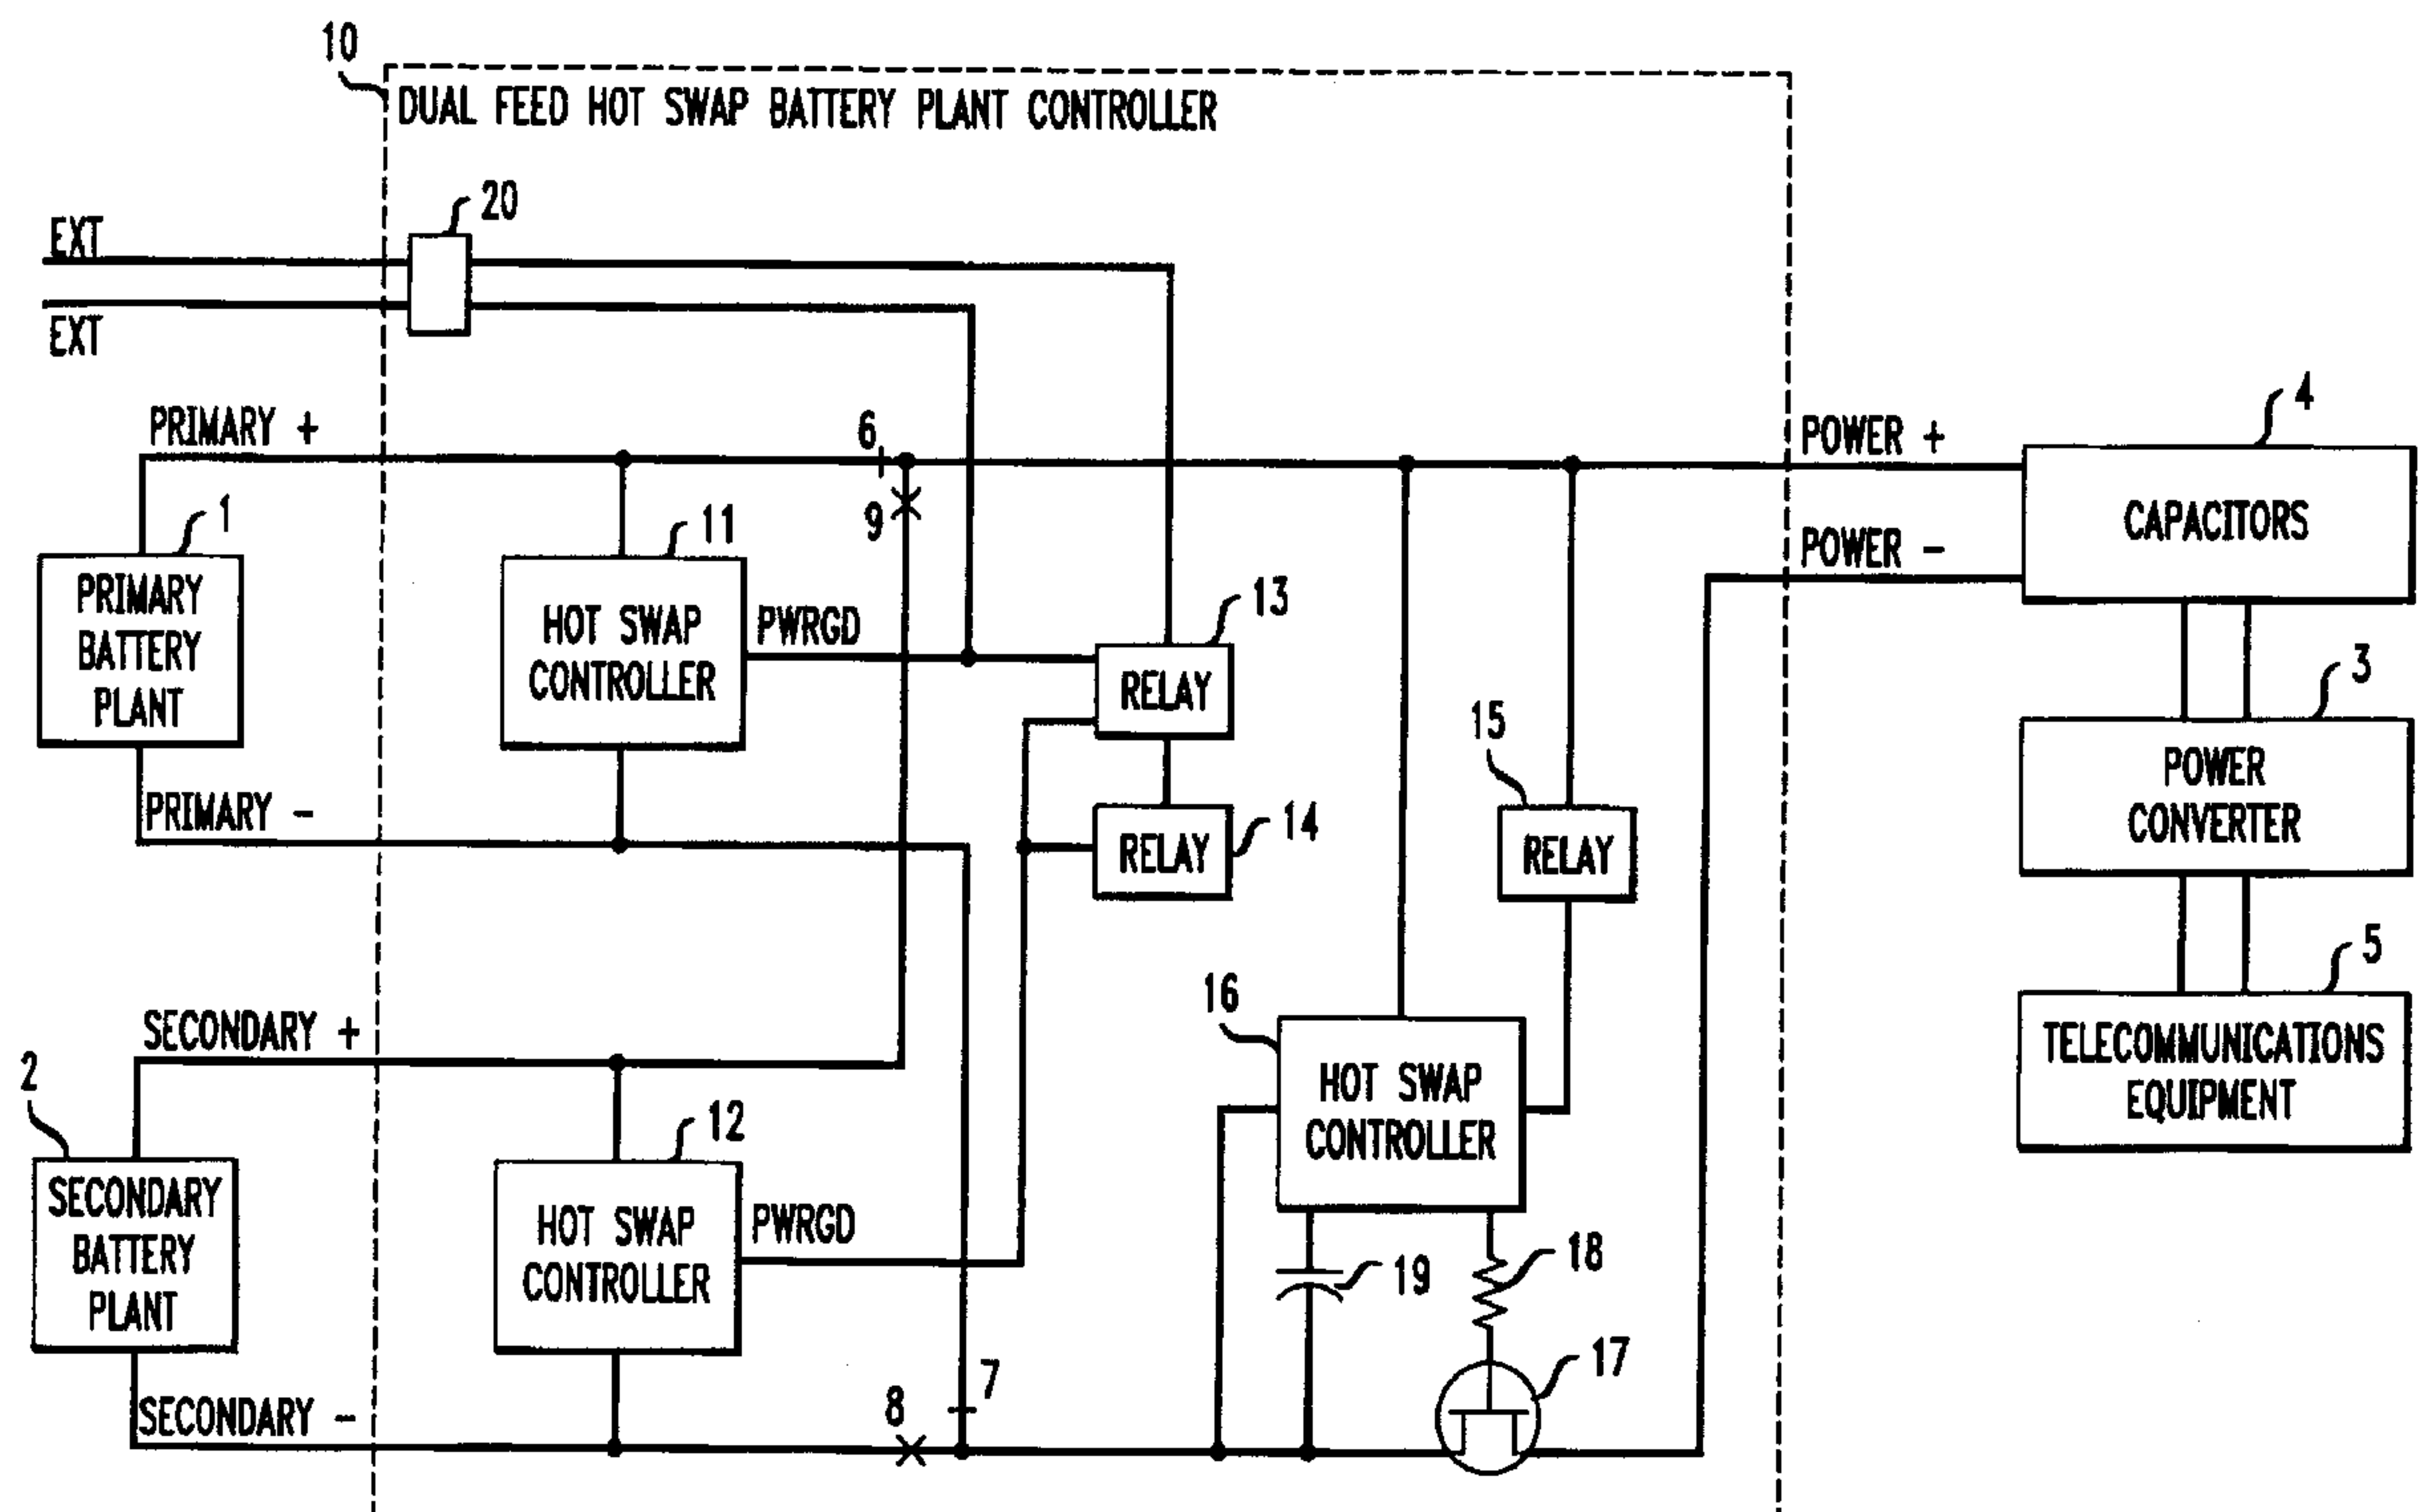 10
DUAL FEED HOT SWAP BATTERY PLANT CONTROLLER
20
EXT
EXT
PRIMARY +
6
9
POWER +
POWER -
4
CAPACITORS
1
PRIMARY
BATTERY
PLANT
11
HOT SWAP
CONTROLLER
PWRGD
13
RELAY
3
POWER
CONVERTER
15
RELAY
PRIMARY -
14
RELAY
5
TELECOMMUNICATIONS
EQUIPMENT
16
HOT SWAP
CONTROLLER
SECONDARY +
2
SECONDARY
BATTERY
PLANT
12
HOT SWAP
CONTROLLER
PWRGD
19
18
17
7
8
SECONDARY -